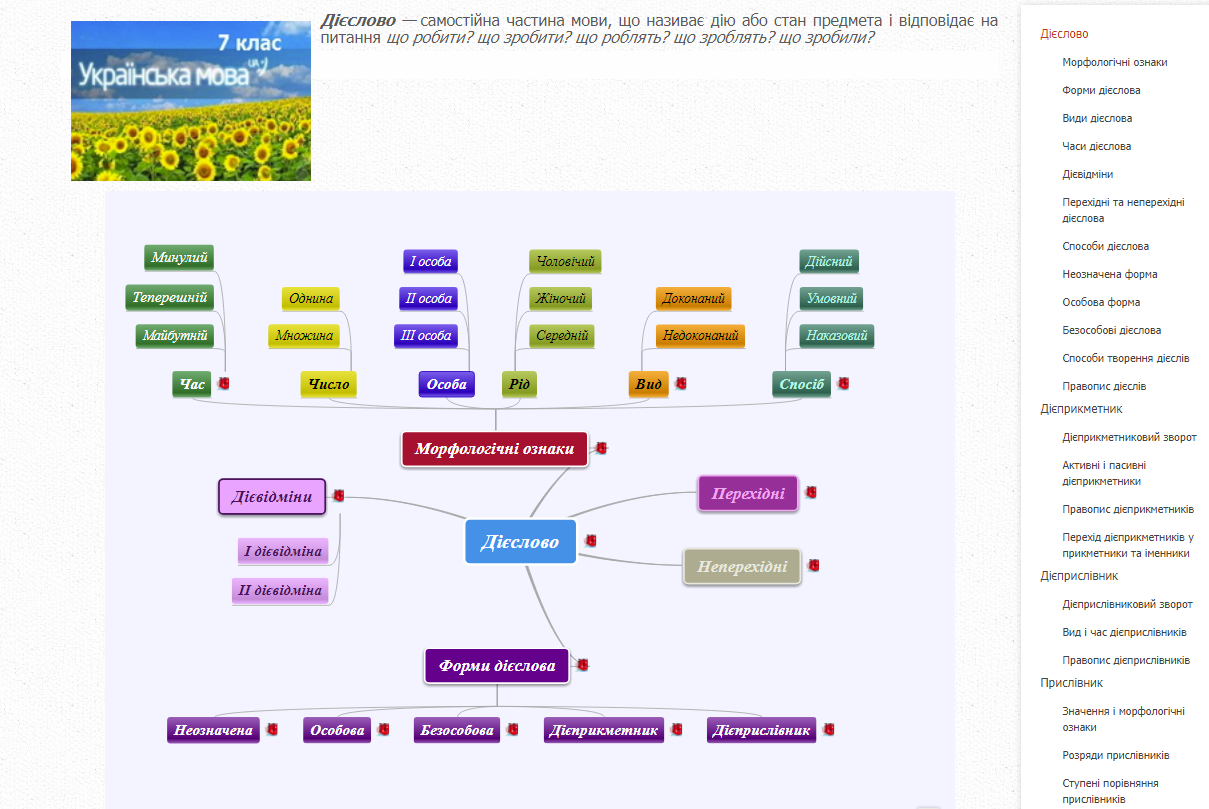 7 клас
Українська мова
Дієслово — самостійна частина мови, що називає дію або стан предмета і відповідає на
питання що робити? що зробити? що роблять? що зроблять? що зробили?
Минулий
Теперешній
Майбутній
Час
Однина
Множина
Число
І особа
ІІ особа
ІІІ особа
Особа
Чоловічий
Жіночий
Середній
Рід
Доконаний
Недоконаний
Вид
Дійсний
Умовний
Наказовий
Спосіб
Морфологічні ознаки
Дієвідміни
І дієвідміна
ІІ дієвідміна
Дієслово
Перехідні
Неперехідні
Форми дієслова
Неозначена
Особова
Безособова
Дієприкметник
Дієприслівник
Дієслово
Морфологічні ознаки
Форми дієслова
Види дієслова
Часи дієслова
Дієвідміни
Перехідні та неперехідні
дієслова
Способи дієслова
Неозначена форма
Особова форма
Безособові дієслова
Способи творення дієслів
Правопис дієслів
Дієприкметник
Дієприкметниковий зворот
Активні і пасивні
дієприкметники
Правопис дієприкметників
Перехід дієприкметників у
прикметники та іменники
Дієприслівник
Дієприслівниковий зворот
Вид і час дієприслівників
Правопис дієприслівників
Прислівник
Значення і морфологічні
ознаки
Розряди прислівників
Ступені порівняння
прислівників